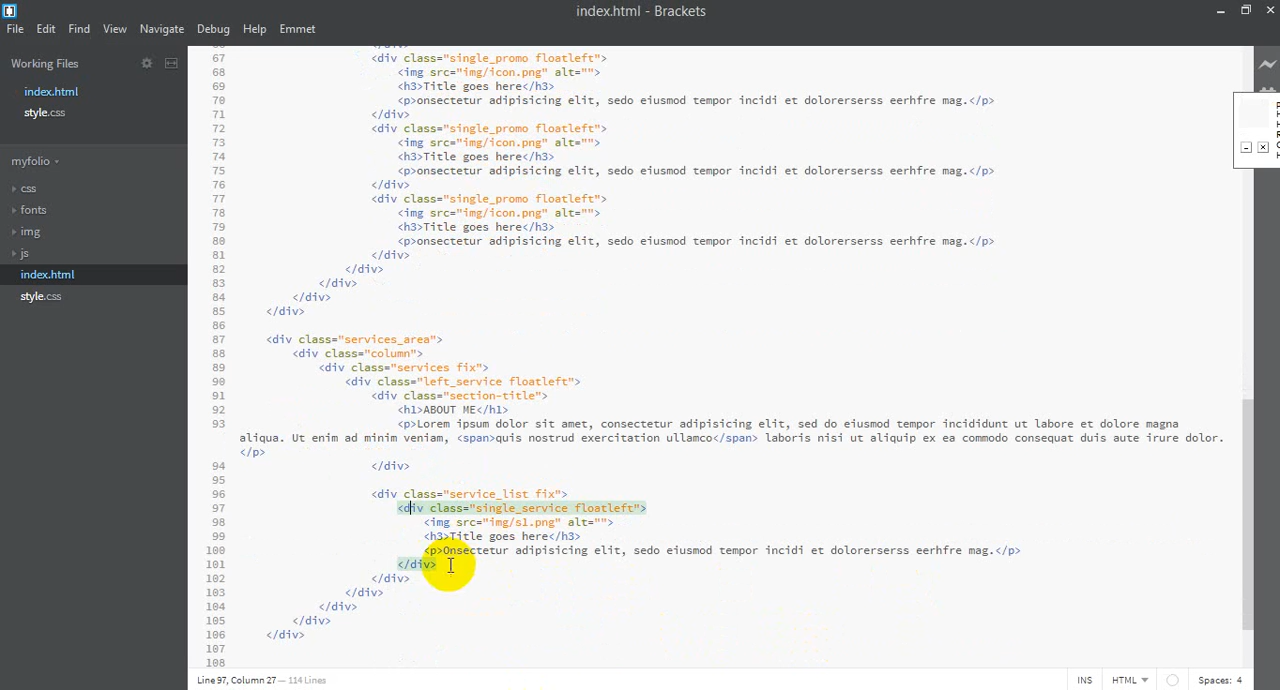 index.html - Brackets
File Edit Find View Navigate Debug Help Emmet
Working Files
index.html
style.css
myfolio
css
fonts
img
js
index.html
style.css
67 <div class="single_promo floatleft">
68 <img src="img/icon.png" alt="">
69 <h3>Title goes here</h3>
70 <p>onsectetur adipisicing elit, sedo eiusmod tempor incidi et dolorerserss eerhfre mag.</p>
71 </div>
72 <div class="single_promo floatleft">
73 <img src="img/icon.png" alt="">
74 <h3>Title goes here</h3>
75 <p>onsectetur adipisicing elit, sedo eiusmod tempor incidi et dolorerserss eerhfre mag.</p>
76 </div>
77 <div class="single_promo floatleft">
78 <img src="img/icon.png" alt="">
79 <h3>Title goes here</h3>
80 <p>onsectetur adipisicing elit, sedo eiusmod tempor incidi et dolorerserss eerhfre mag.</p>
81 </div>
82 </div>
83 </div>
84 </div>
85 </div>
86
87 <div class="services_area">
88 <div class="column">
89 <div class="services fix">
90 <div class="left_service floatleft">
91 <div class="section-title">
92 <h1>ABOUT ME</h1>
93 <p>Lorem ipsum dolor sit amet, consectetur adipisicing elit, sed do eiusmod tempor incididunt ut labore et dolore magna
aliqua. Ut enim ad minim veniam, <span>quis nostrud exercitation ullamco</span> laboris nisi ut aliquip ex ea commodo consequat duis aute irure dolor.
</p>
94 </div>
95
96 <div class="service_list fix">
97 <div class="single_service floatleft">
98 <img src="img/s1.png" alt="">
99 <h3>Title goes here</h3>
100 <p>Onsectetur adipisicing elit, sedo eiusmod tempor incidi et dolorerserss eerhfre mag.</p>
101 </div>
102 </div>
103 </div>
104 </div>
105 </div>
106 </div>
107
108
Line 97, Column 27 — 114 Lines
INS HTML Spaces: 4